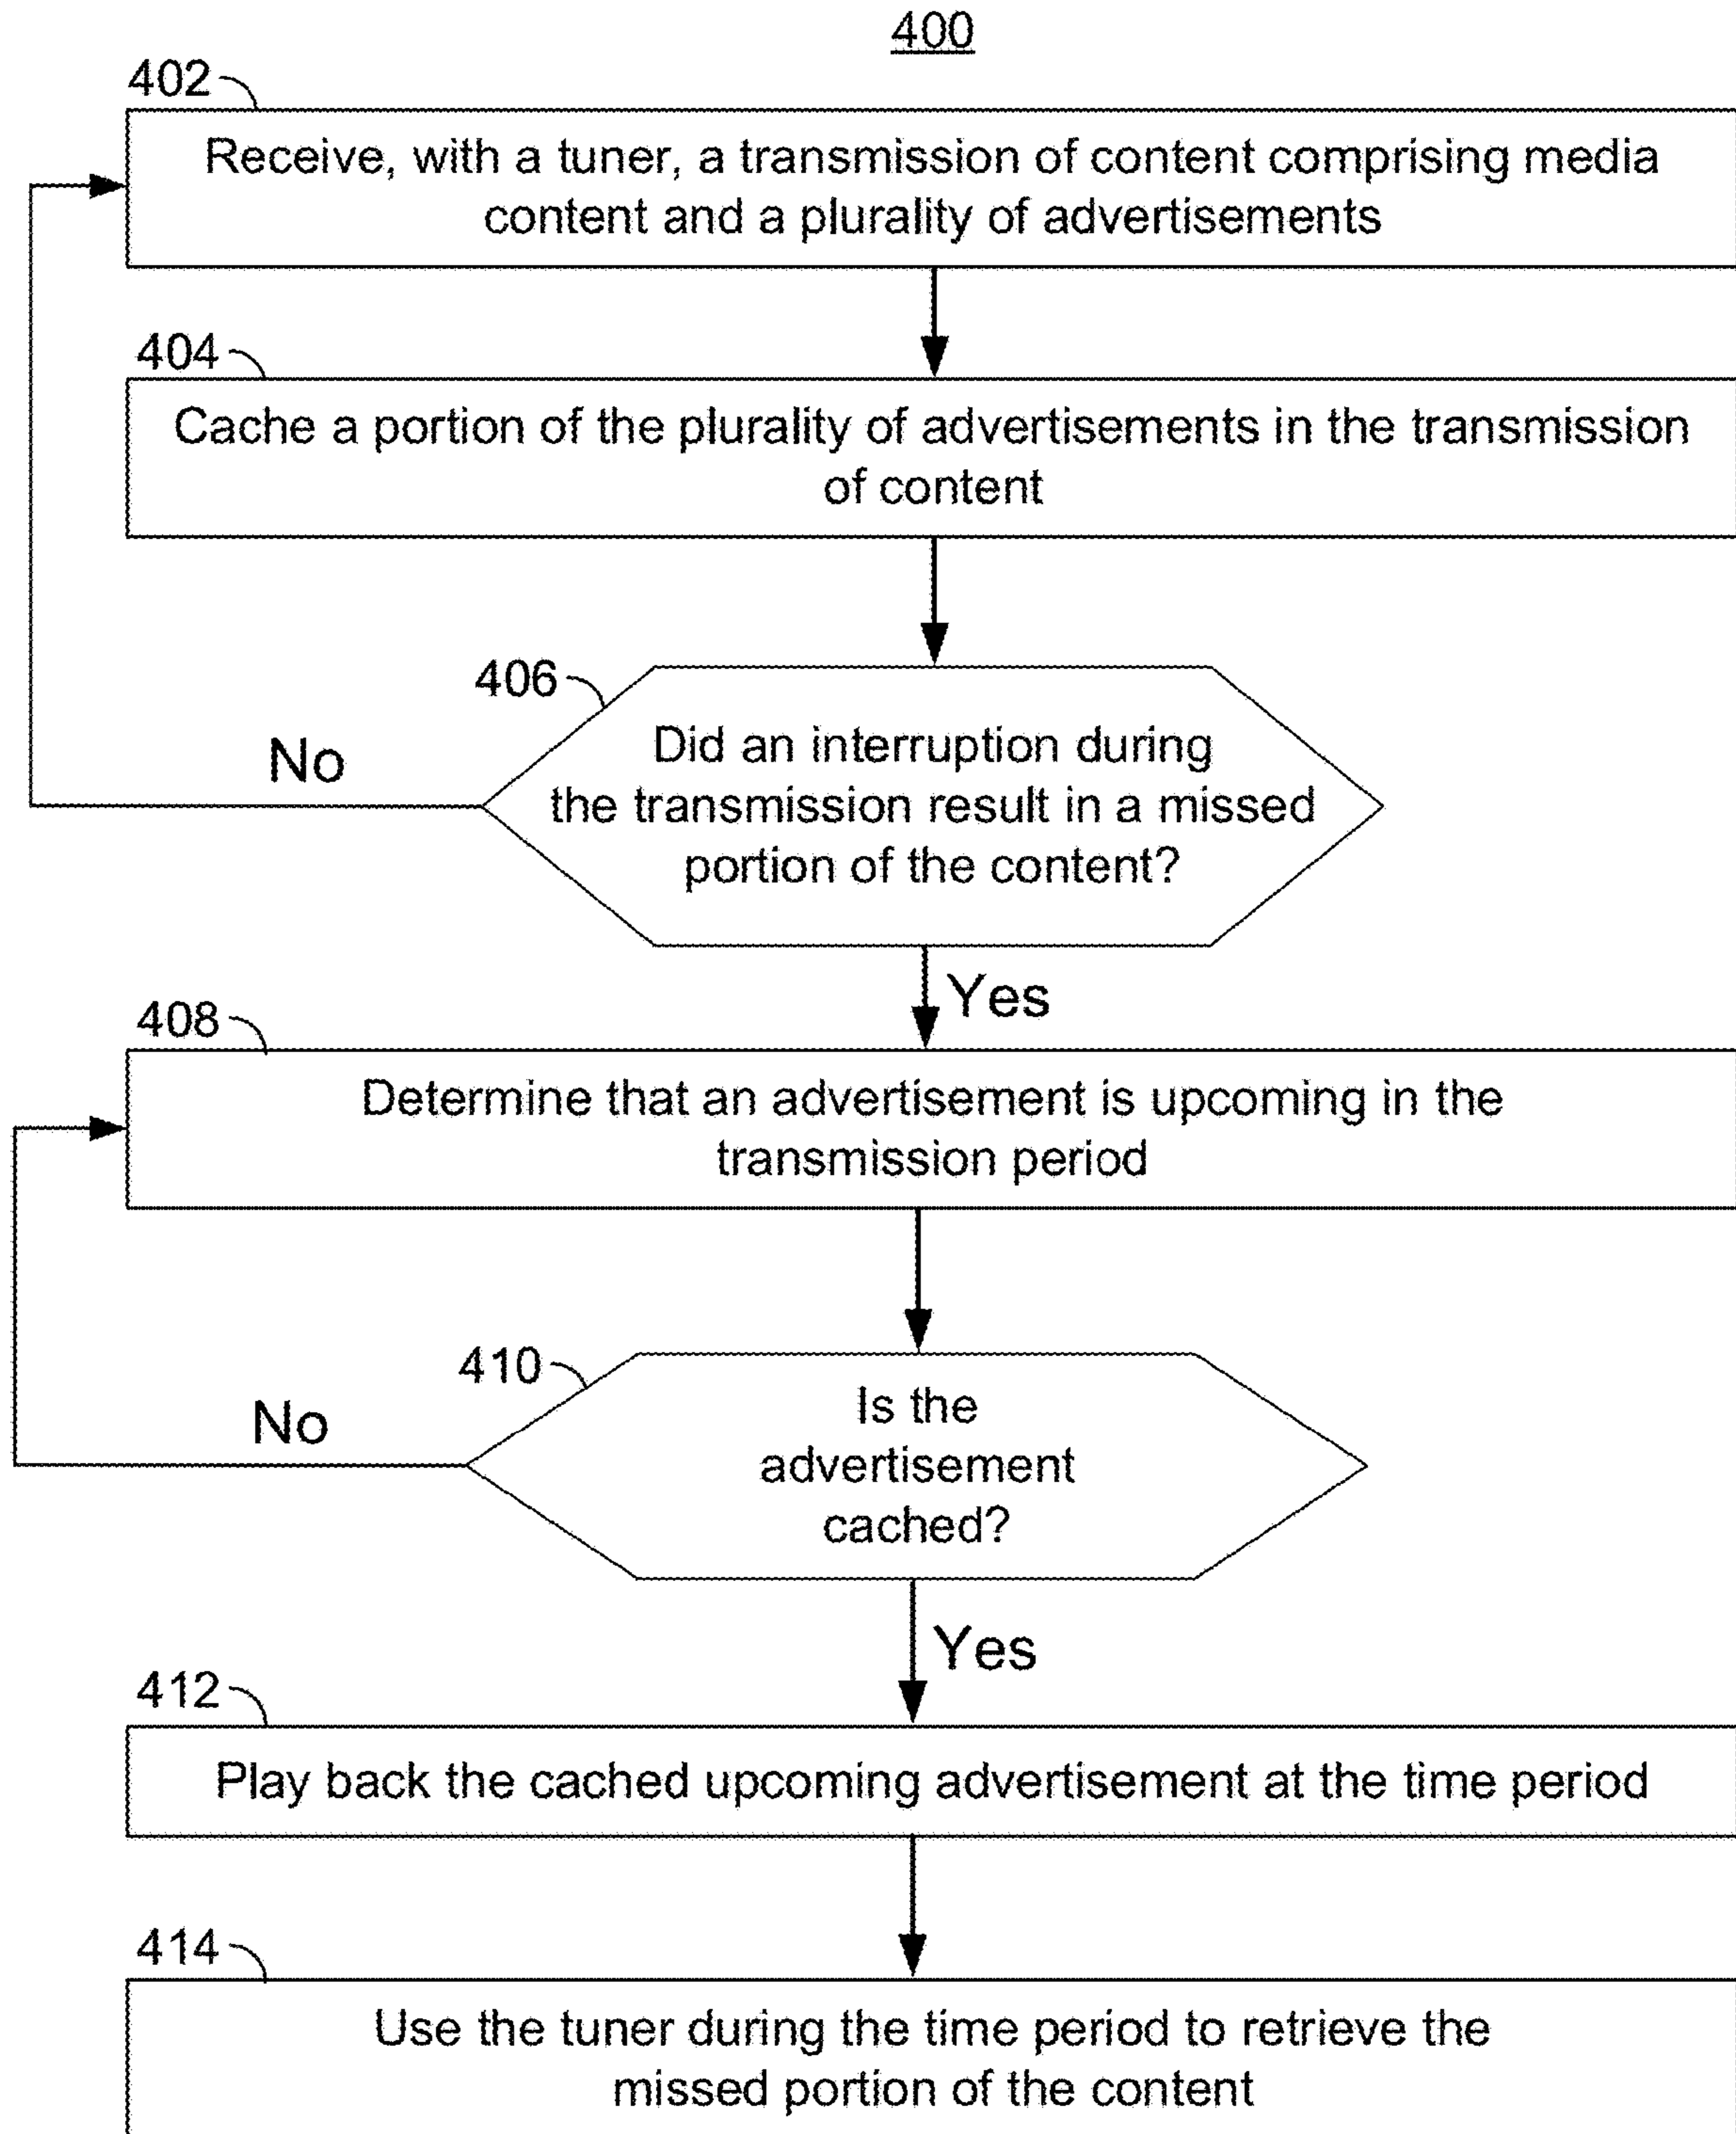 400
402
Receive, with a tuner, a transmission of content comprising media
content and a plurality of advertisements
404
Cache a portion of the plurality of advertisements in the transmission
of content
406
Did an interruption during
the transmission result in a missed
portion of the content?
No
Yes
408
Determine that an advertisement is upcoming in the
transmission period
410
Is the
advertisement
cached?
No
Yes
412
Play back the cached upcoming advertisement at the time period
414
Use the tuner during the time period to retrieve the
missed portion of the content